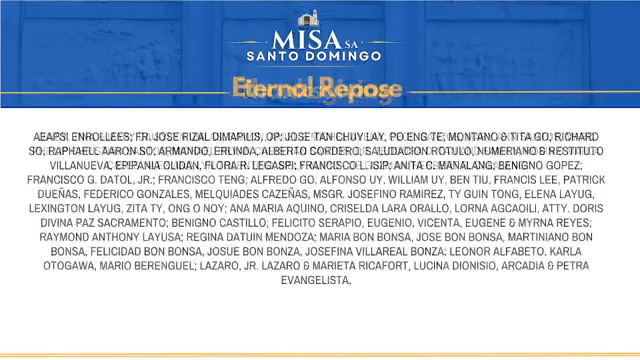 MISA SA
SANTO DOMINGO
Eternal Repose
AEAPSI ENROLLEES; FR. JOSE RIZAL DIMAPILIS, OP; JOSE TAN CHUY LAY, PO ENG TE, MONTANO & TITA GO, RICHARD
SO, RAPHAELL AARON SO; ARMANDO, ERLINDA, ALBERTO CORDERO, SALUDACION ROTULO, NUMERIANO & RESTITUTO
VILLANUEVA, EPIFANIA OLIDAN, FLORA R. LEGASPI; FRANCISCO L. ISIP; ANITA C. MANALANG, BENIGNO GOPEZ;
FRANCISCO G. DATOL, JR.; FRANCISCO TENG; ALFREDO GO, ALFONSO UY, WILLIAM UY, BEN TIU, FRANCIS LEE, PATRICK
DUEÑAS, FEDERICO GONZALES, MELQUIADES CAZEÑAS, MSGR. JOSEFINO RAMIREZ, TY GUIN TONG, ELENA LAYUG,
LEXINGTON LAYUG, ZITA TY, ONG O NOY; ANA MARIA AQUINO, CRISELDA LARA ORALLO, LORNA AGCAOILI, ATTY. DORIS
DIVINA PAZ SACRAMENTO; BENIGNO CASTILLO; FELICITO SERAPIO, EUGENIO, VICENTA, EUGENE & MYRNA REYES;
RAYMOND ANTHONY LAYUSA; REGINA DATUIN MENDOZA; MARIA BON BONSA, JOSE BON BONSA, MARTINIANO BON
BONSA, FELICIDAD BON BONSA, JOSUE BON BONZA, JOSEFINA VILLAREAL BONZA; LEONOR ALFABETO, KARLA
OTOGAWA, MARIO BERENGUEL; LAZARO, JR. LAZARO & MARIETA RICAFORT, LUCINA DIONISIO, ARCADIA & PETRA
EVANGELISTA,